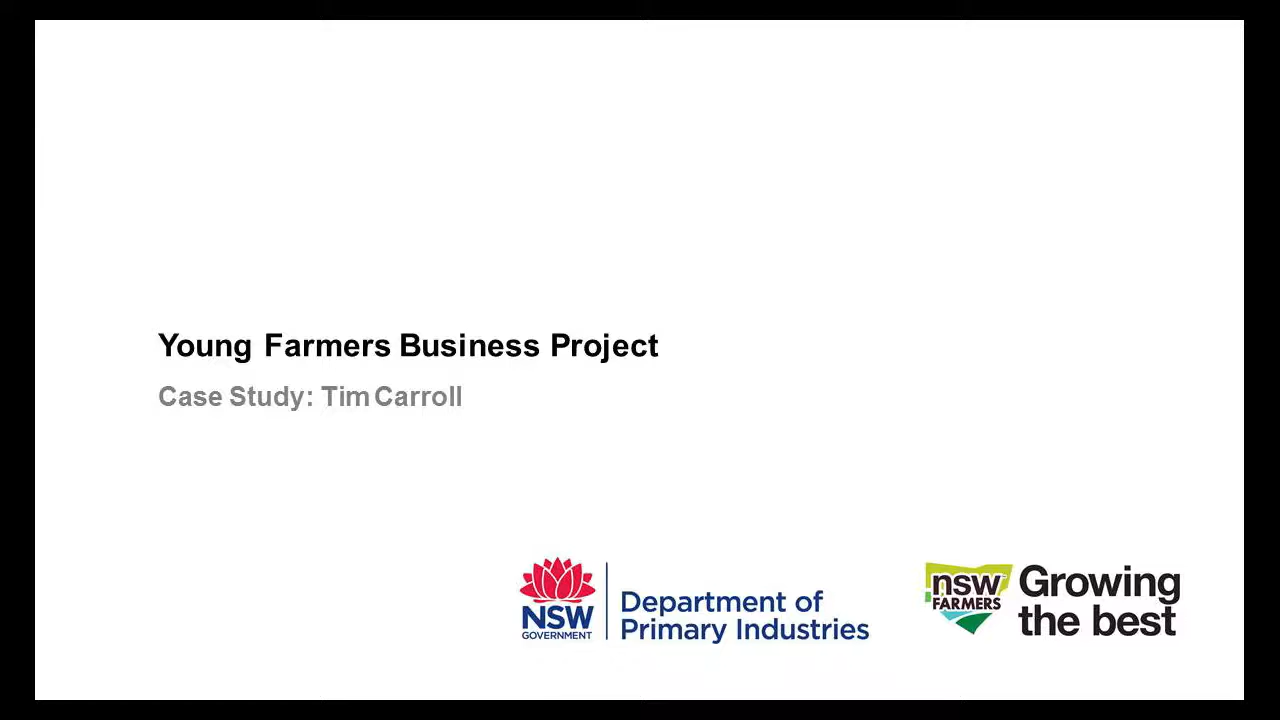 Young Farmers Business Project
Case Study: Tim Carroll
NSW
GOVERNMENT
Department of
Primary Industries
nsw
FARMERS
Growing
the best